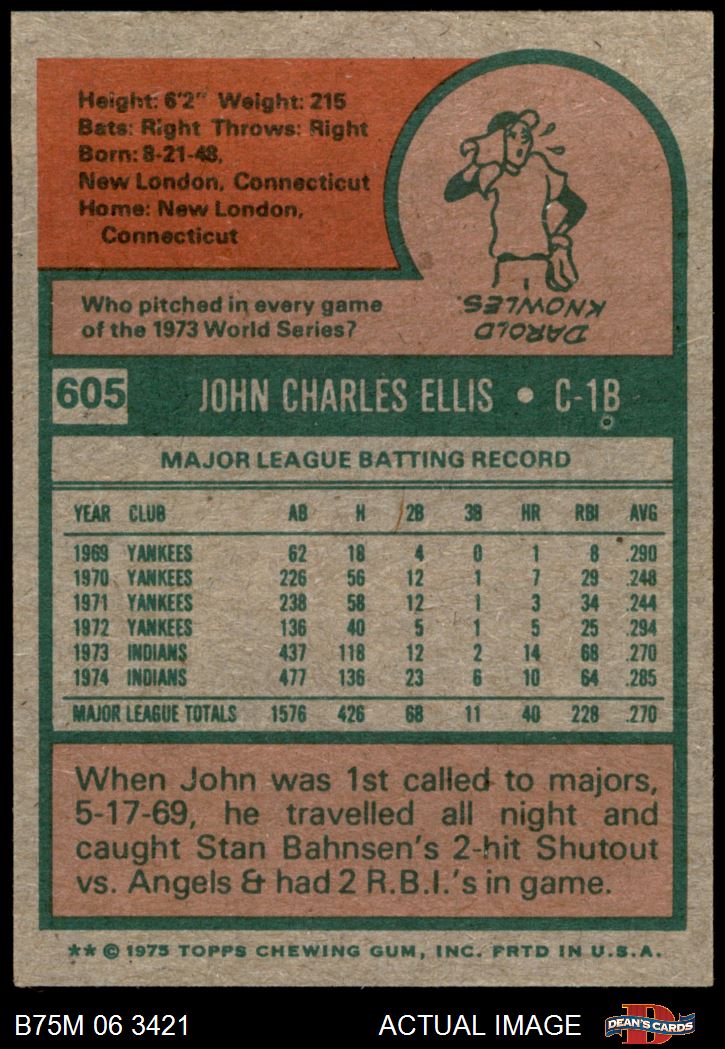 Height: 6'2" Weight: 215
Bats: Right Throws: Right
Born: 8-21-48,
New London, Connecticut
Home: New London,
Connecticut
Who pitched in every game
of the 1973 World Series?
DAROLD
KNOWLES
605 JOHN CHARLES ELLIS • C-1B
MAJOR LEAGUE BATTING RECORD
YEAR CLUB AB H 2B 3B HR RBI AVG
1969 YANKEES 62 18 4 0 1 8 .290
1970 YANKEES 226 56 12 1 7 29 .248
1971 YANKEES 238 58 12 1 3 34 .244
1972 YANKEES 136 40 5 1 5 25 .294
1973 INDIANS 437 118 12 2 14 68 .270
1974 INDIANS 477 136 23 6 10 64 .285
MAJOR LEAGUE TOTALS 1576 426 68 11 40 228 .270
When John was 1st called to majors,
5-17-69, he travelled all night and
caught Stan Bahnsen's 2-hit Shutout
vs. Angels & had 2 R.B.I.'s in game.
** © 1975 TOPPS CHEWING GUM, INC. PRTD IN U.S.A.
B75M 06 3421 ACTUAL IMAGE DEAN'S CARDS